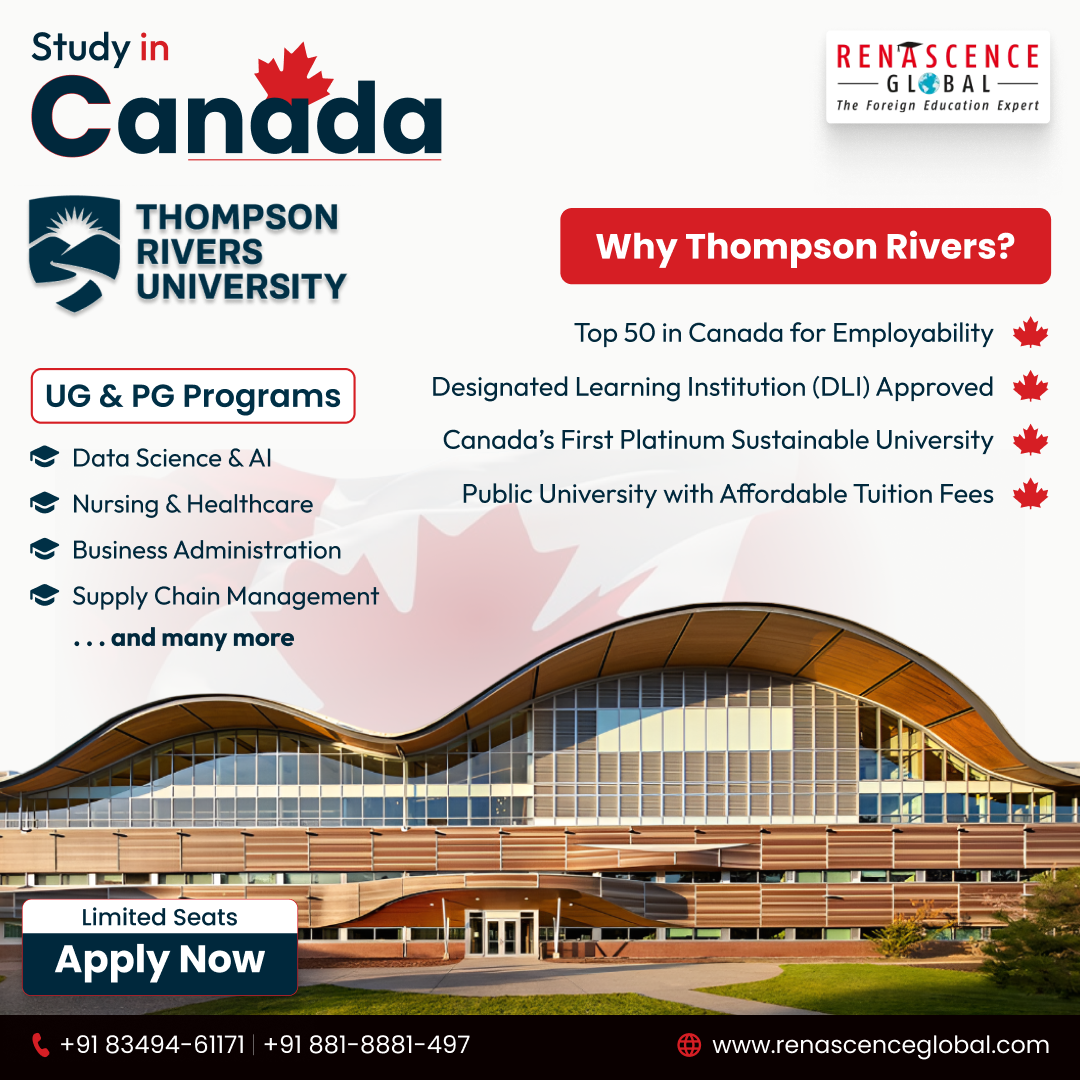 Study in
Canada
RENASCENCE
GLOBAL
The Foreign Education Expert
THOMPSON
RIVERS
UNIVERSITY
UG & PG Programs
Data Science & AI
Nursing & Healthcare
Business Administration
Supply Chain Management
. . . and many more
Why Thompson Rivers?
Top 50 in Canada for Employability
Designated Learning Institution (DLI) Approved
Canada’s First Platinum Sustainable University
Public University with Affordable Tuition Fees
Limited Seats
Apply Now
+91 83494-61171 | +91 881-8881-497
www.renascenceglobal.com